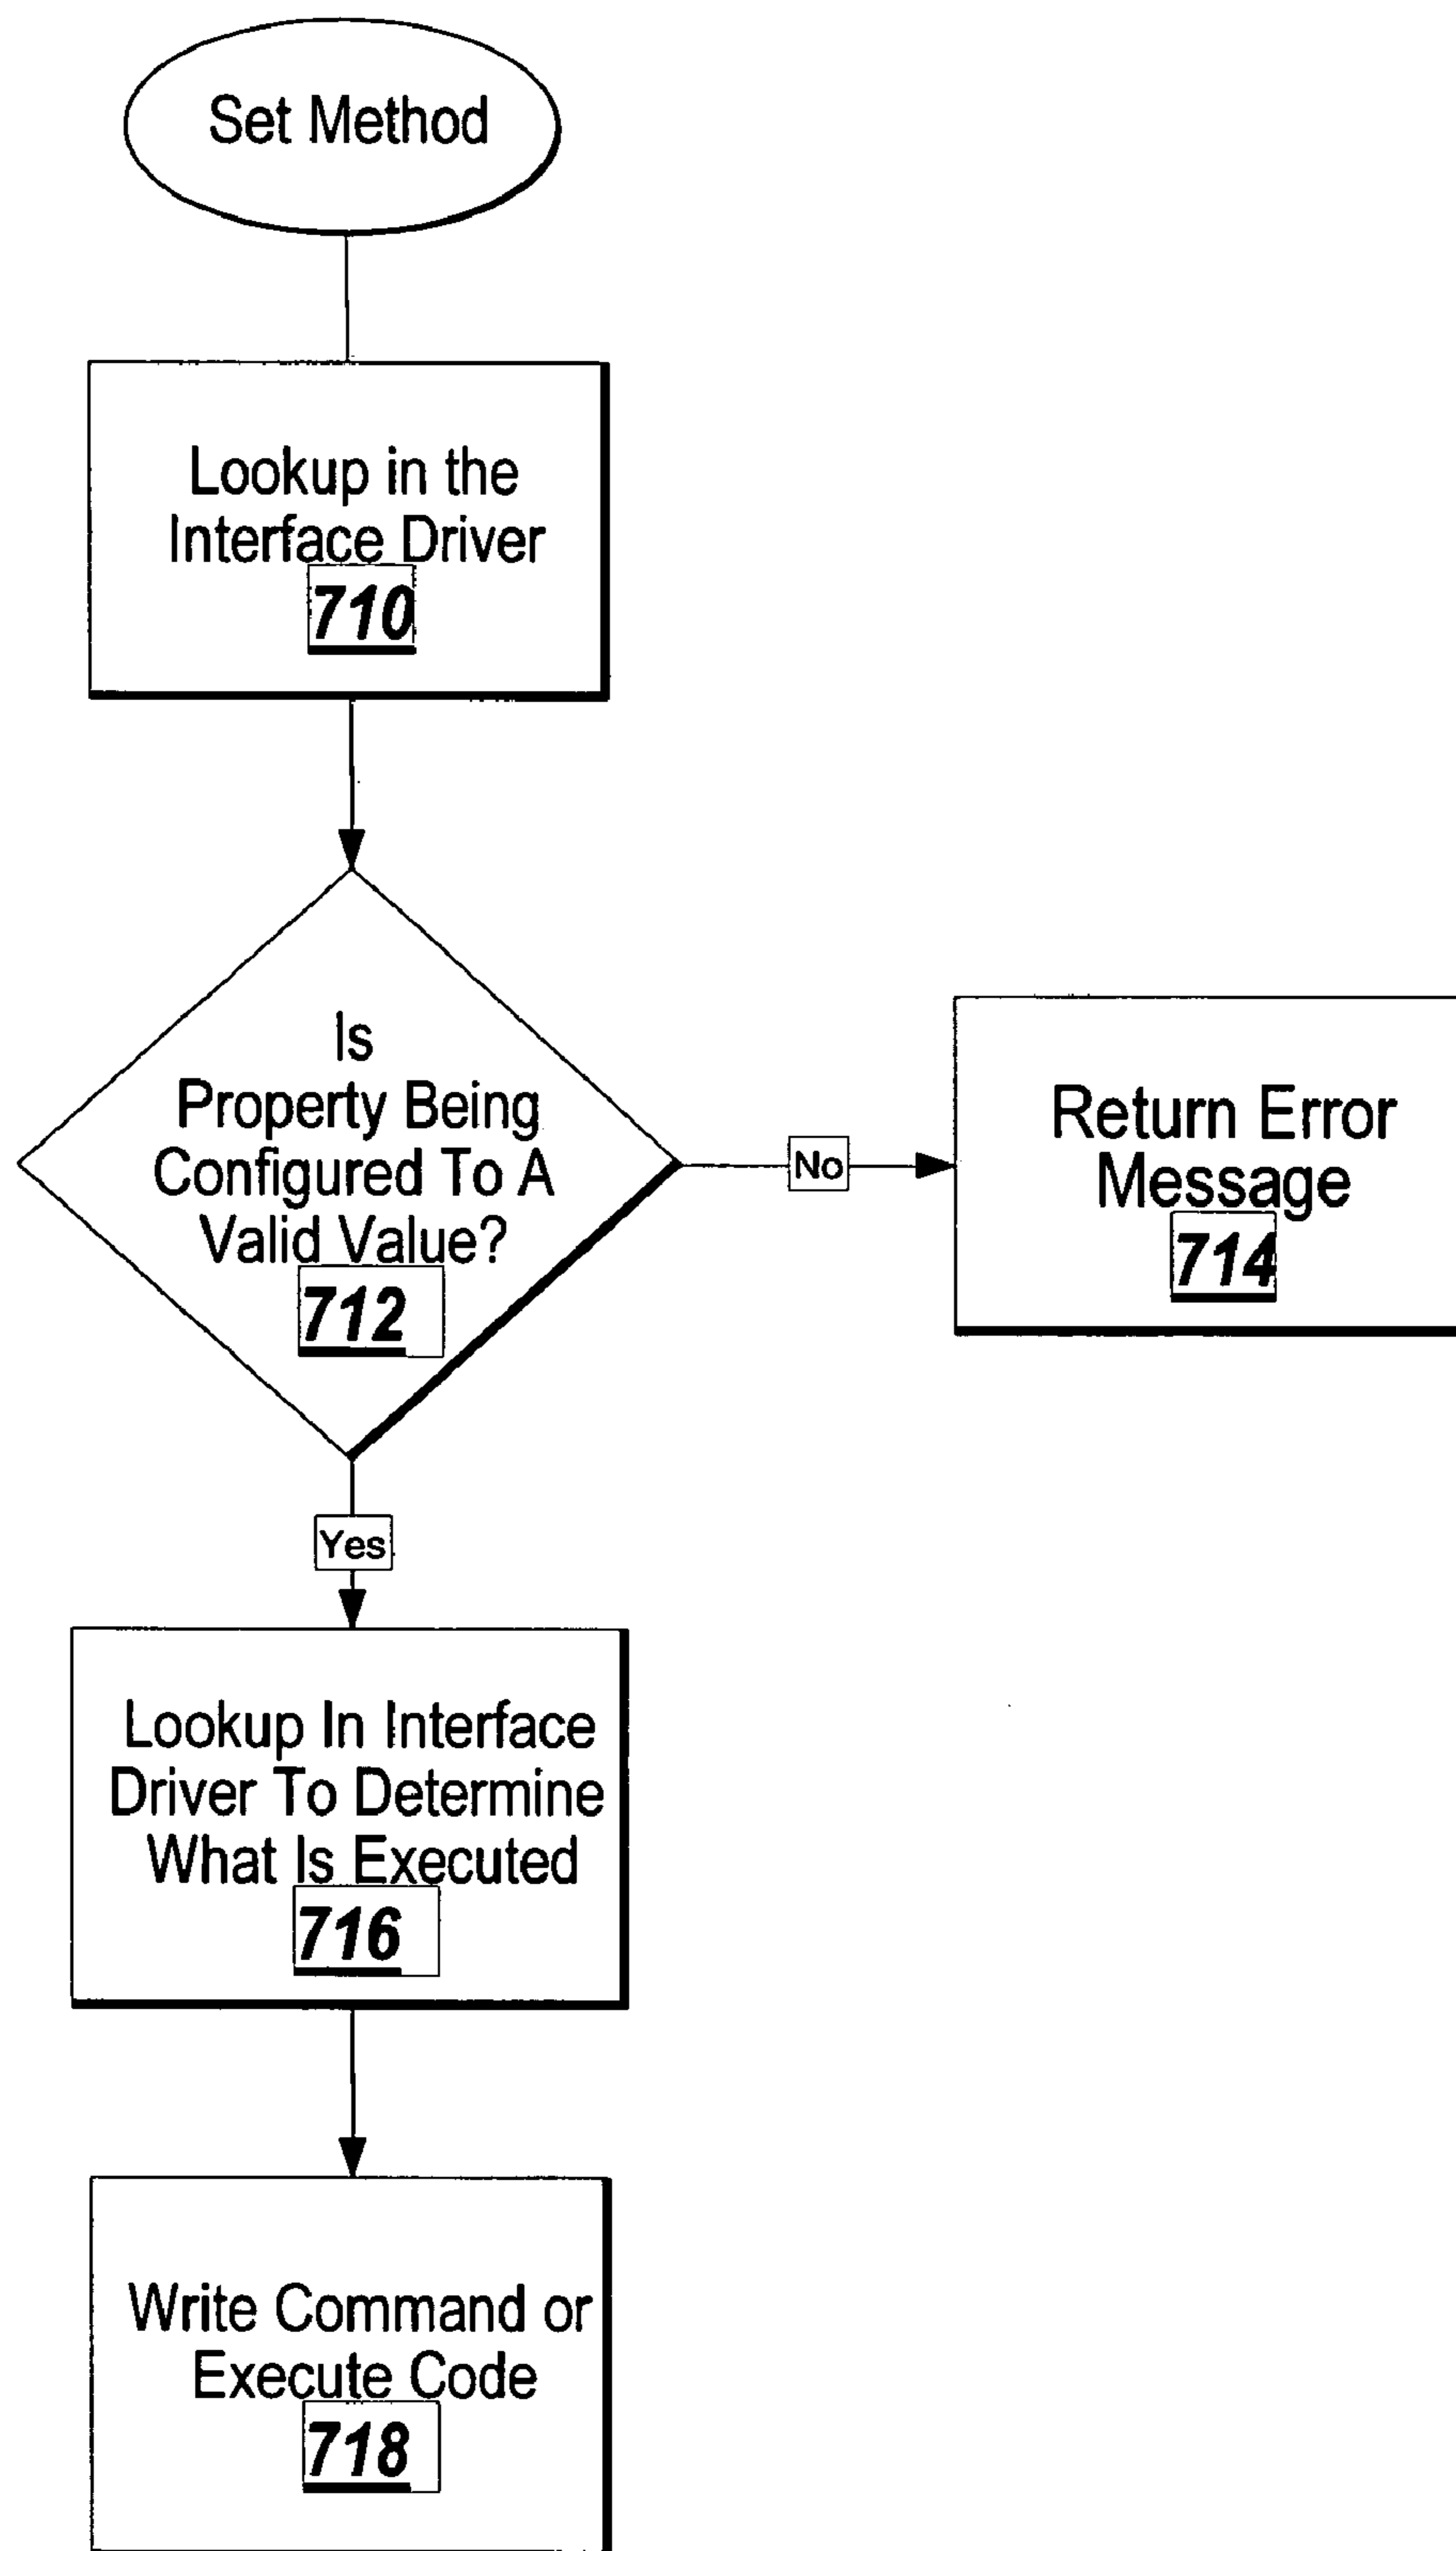 Set Method
Lookup in the
Interface Driver
710
Is
Property Being
Configured To A
Valid Value?
712
No
Return Error
Message
714
Yes
Lookup In Interface
Driver To Determine
What Is Executed
716
Write Command or
Execute Code
718